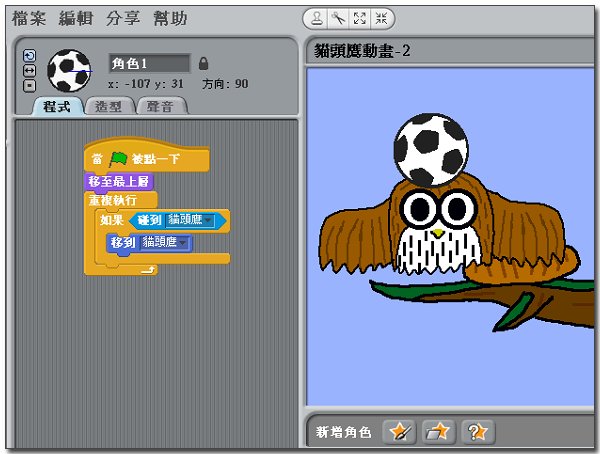 檔案 編輯 分享 幫助
角色1
x: -107 y: 31 方向: 90
程式 造型 聲音
當 被點一下
移至最上層
重複執行
如果 碰到 貓頭鷹
移到 貓頭鷹
貓頭鷹動畫-2
新增角色